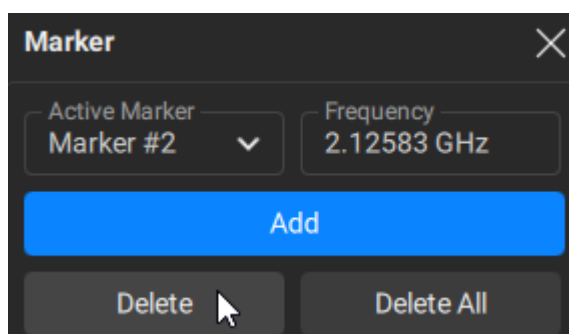 Marker
Active Marker Frequency
Marker #2 2.12583 GHz
Add
Delete Delete All